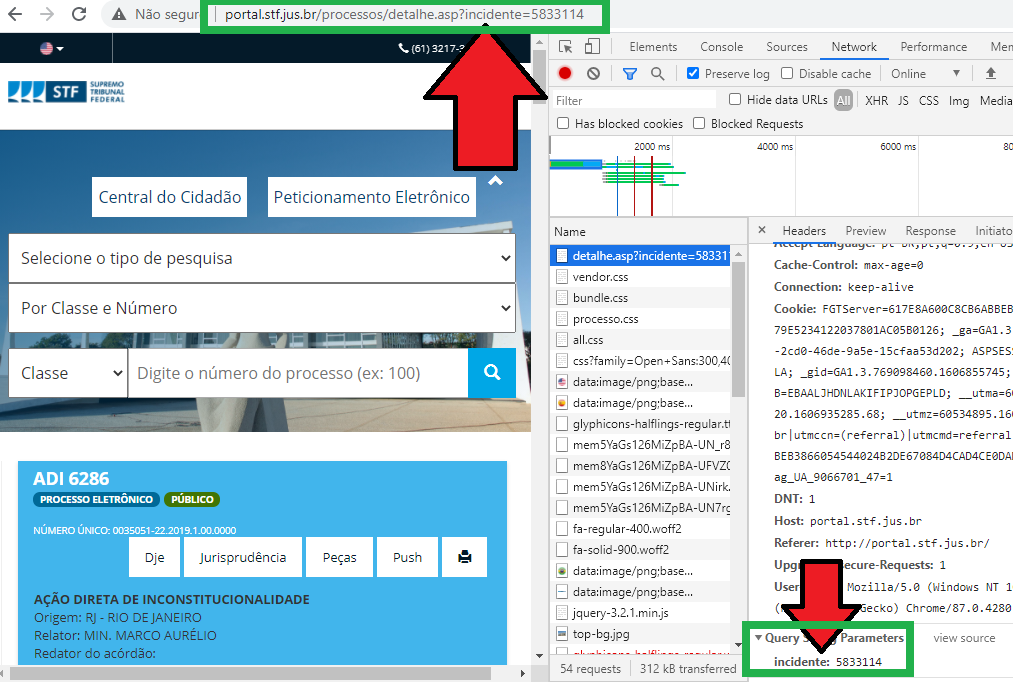 Não segur
portal.stf.jus.br/processos/detalhe.asp?incidente=5833114
(61) 3217-3
STF SUPREMO
TRIBUNAL
FEDERAL
Central do Cidadão
Peticionamento Eletrônico
Selecione o tipo de pesquisa
Por Classe e Número
Classe
Digite o número do processo (ex: 100)
ADI 6286
PROCESSO ELETRÔNICO PÚBLICO
NÚMERO ÚNICO: 0035051-22.2019.1.00.0000
Dje Jurisprudência Peças Push
AÇÃO DIRETA DE INCONSTITUCIONALIDADE
Origem: RJ - RIO DE JANEIRO
Relator: MIN. MARCO AURÉLIO
Redator do acórdão:
Elements Console Sources Network Performance Mem
Preserve log Disable cache Online
Filter Hide data URLs All XHR JS CSS Img Media
Has blocked cookies Blocked Requests
2000 ms 4000 ms 6000 ms 80
Name
detalhe.asp?incidente=58331
vendor.css
bundle.css
processo.css
all.css
css?family=Open+Sans:300,40
data:image/png;base...
data:image/png;base...
glyphicons-halflings-regular.tt
mem5YaGs126MiZpBA-UN_r8
mem8YaGs126MiZpBA-UFVZ0
mem5YaGs126MiZpBA-UNirk
mem5YaGs126MiZpBA-UN7rg
fa-regular-400.woff2
fa-solid-900.woff2
data:image/png;base...
data:image/png;base...
jquery-3.2.1.min.js
top-bg.jpg
54 requests 312 kB transferred
Headers Preview Response Initiato
Accept-Language:
Cache-Control: max-age=0
Connection: keep-alive
Cookie: FGTServer=617E8A600C8CB6ABBEB
79E5234122037801AC05B0126; _ga=GA1.3
-2cd0-46de-9a5e-15cfaa53d202; ASPSESS
LA; _gid=GA1.3.769098460.1606855745;
B=EBAALJHDNLAKIFIPJOPGEPLD; __utma=60
20.1606935285.68; __utmz=60534895.160
br|utmccn=(referral)|utmcmd=referral
BEB3866054544024B2DE67084D4CAD4CE0DAB
ag_UA_9066701_47=1
DNT: 1
Host: portal.stf.jus.br
Referer: http://portal.stf.jus.br/
Upgr secure-Requests: 1
User Mozilla/5.0 (Windows NT 1
Gecko) Chrome/87.0.4280
Query S g Parameters view source
incidente: 5833114